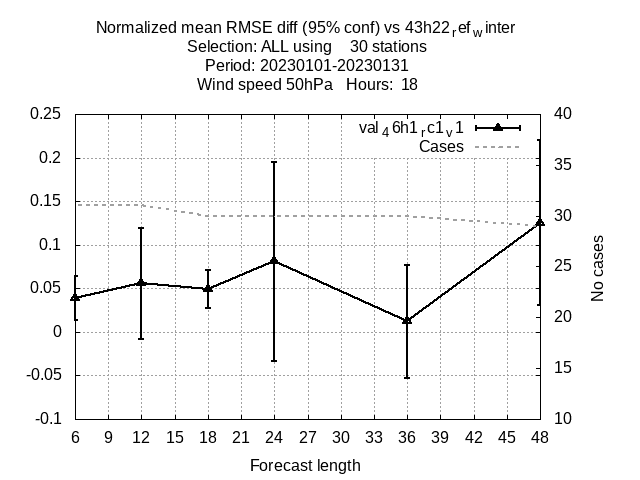 Normalized mean RMSE diff (95% conf) vs 43h22refwinter
Selection: ALL using 30 stations
Period: 20230101-20230131
Wind speed 50hPa Hours: 18
val46h1rc1v1
Cases
0.25
0.2
0.15
0.1
0.05
0
-0.05
-0.1
40
35
30
25
20
15
10
No cases
6 9 12 15 18 21 24 27 30 33 36 39 42 45 48
Forecast length